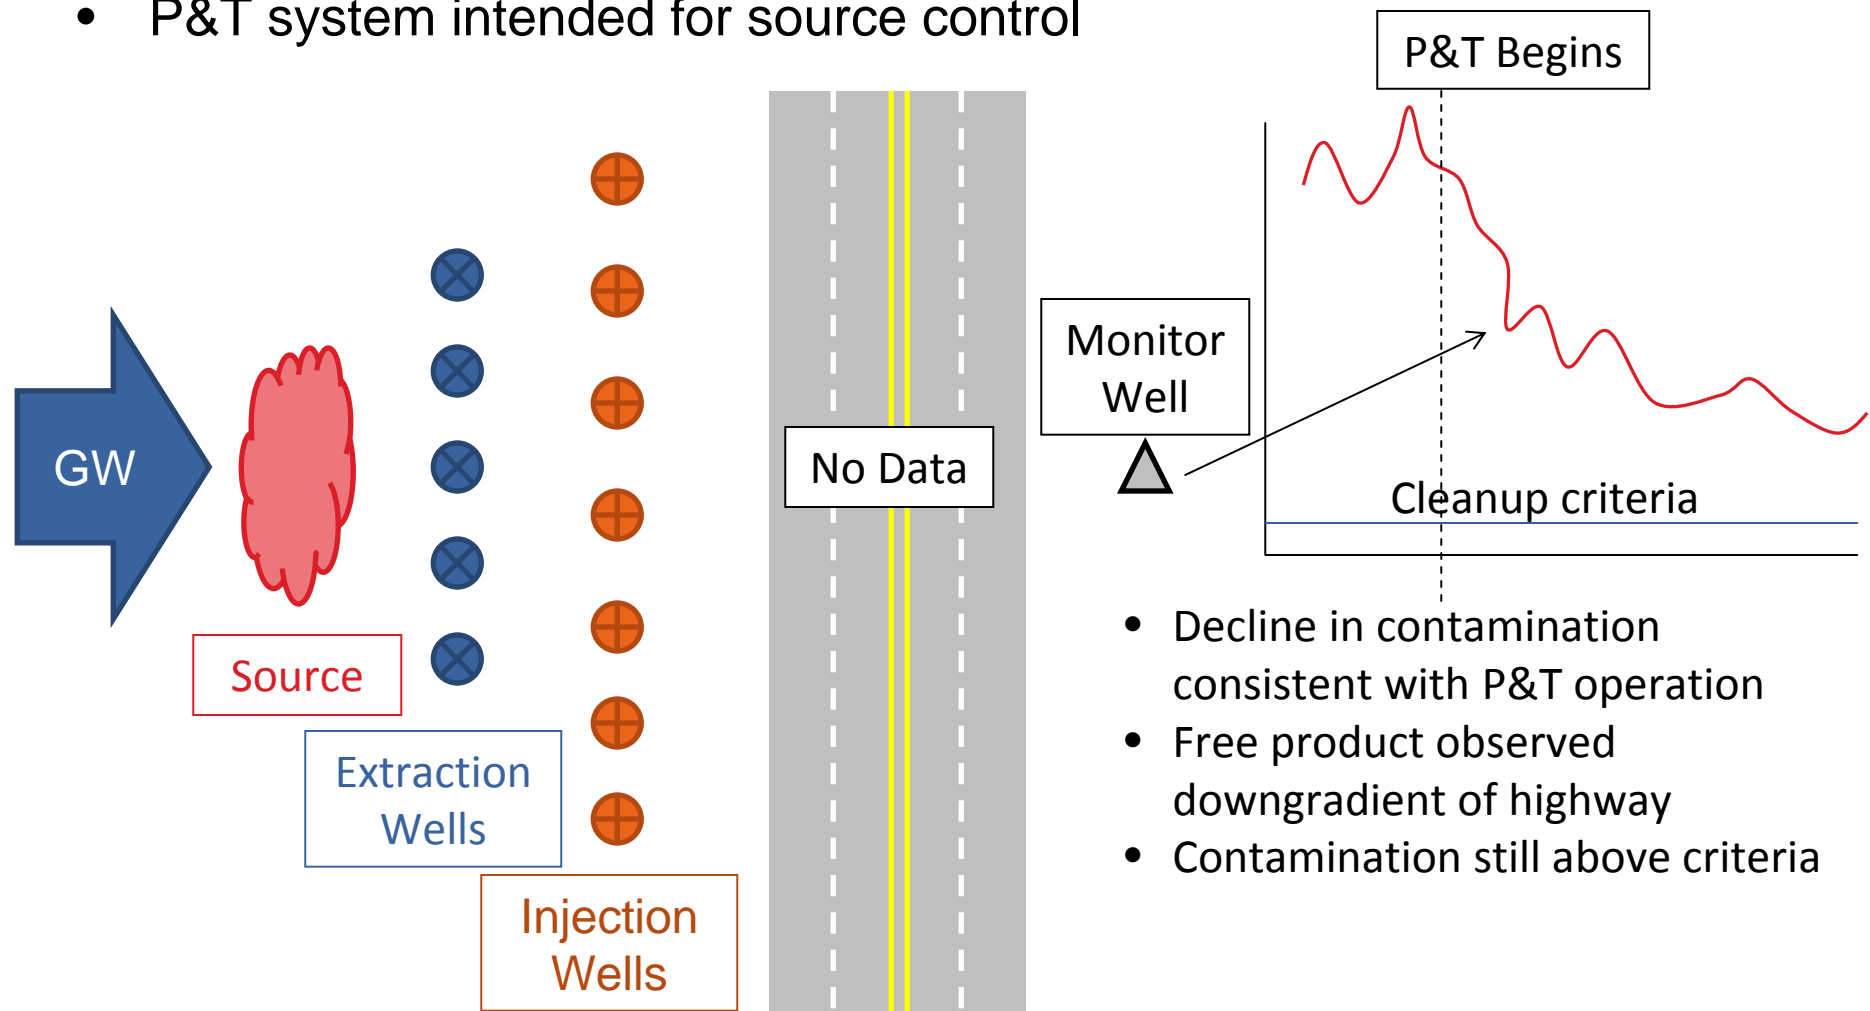 • P&T system intended for source control
P&T Begins
GW
Source
Extraction
Wells
Injection
Wells
No Data
Monitor
Well
Cleanup criteria
• Decline in contamination
consistent with P&T operation
• Free product observed
downgradient of highway
• Contamination still above criteria